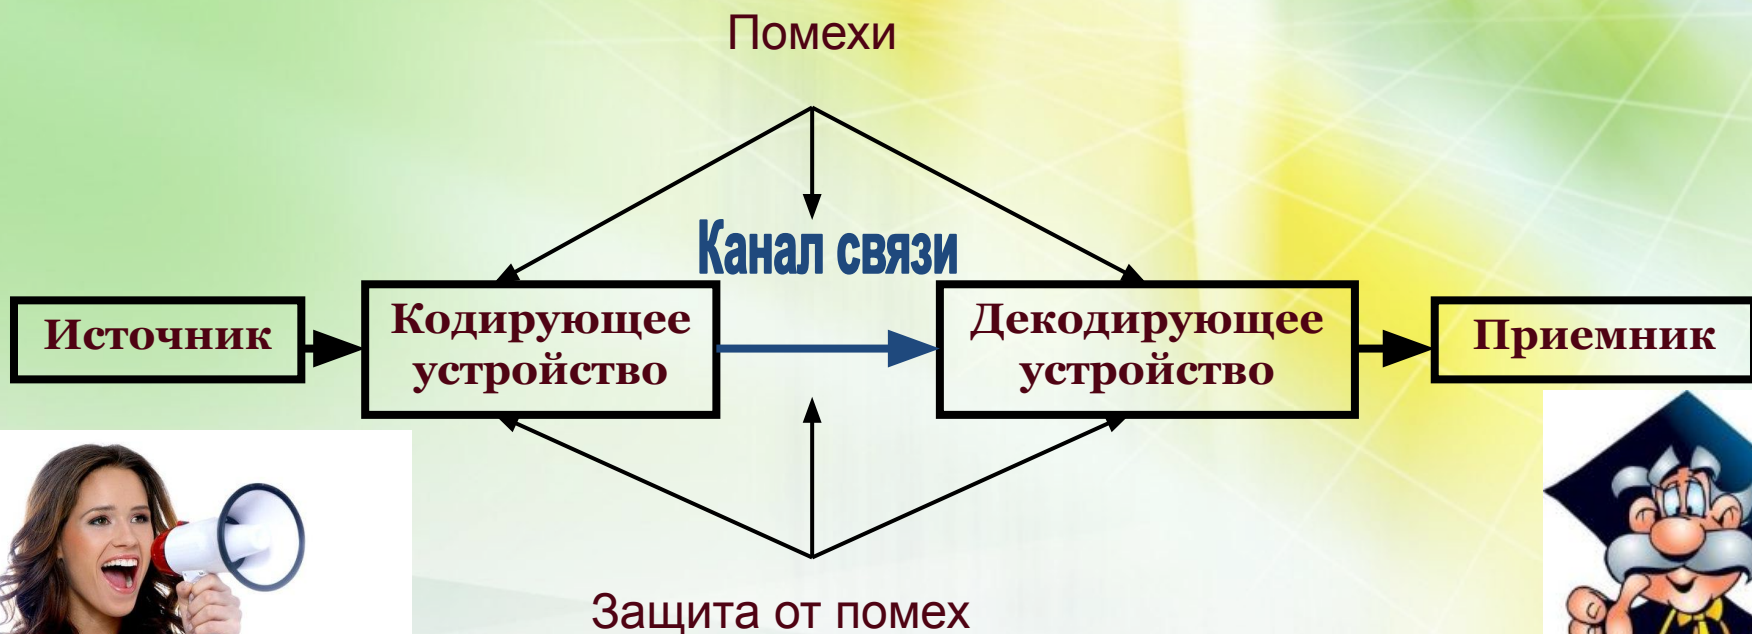 Помехи
Канал связи
Источник
Кодирующее
устройство
Декодирующее
устройство
Приемник
Защита от помех